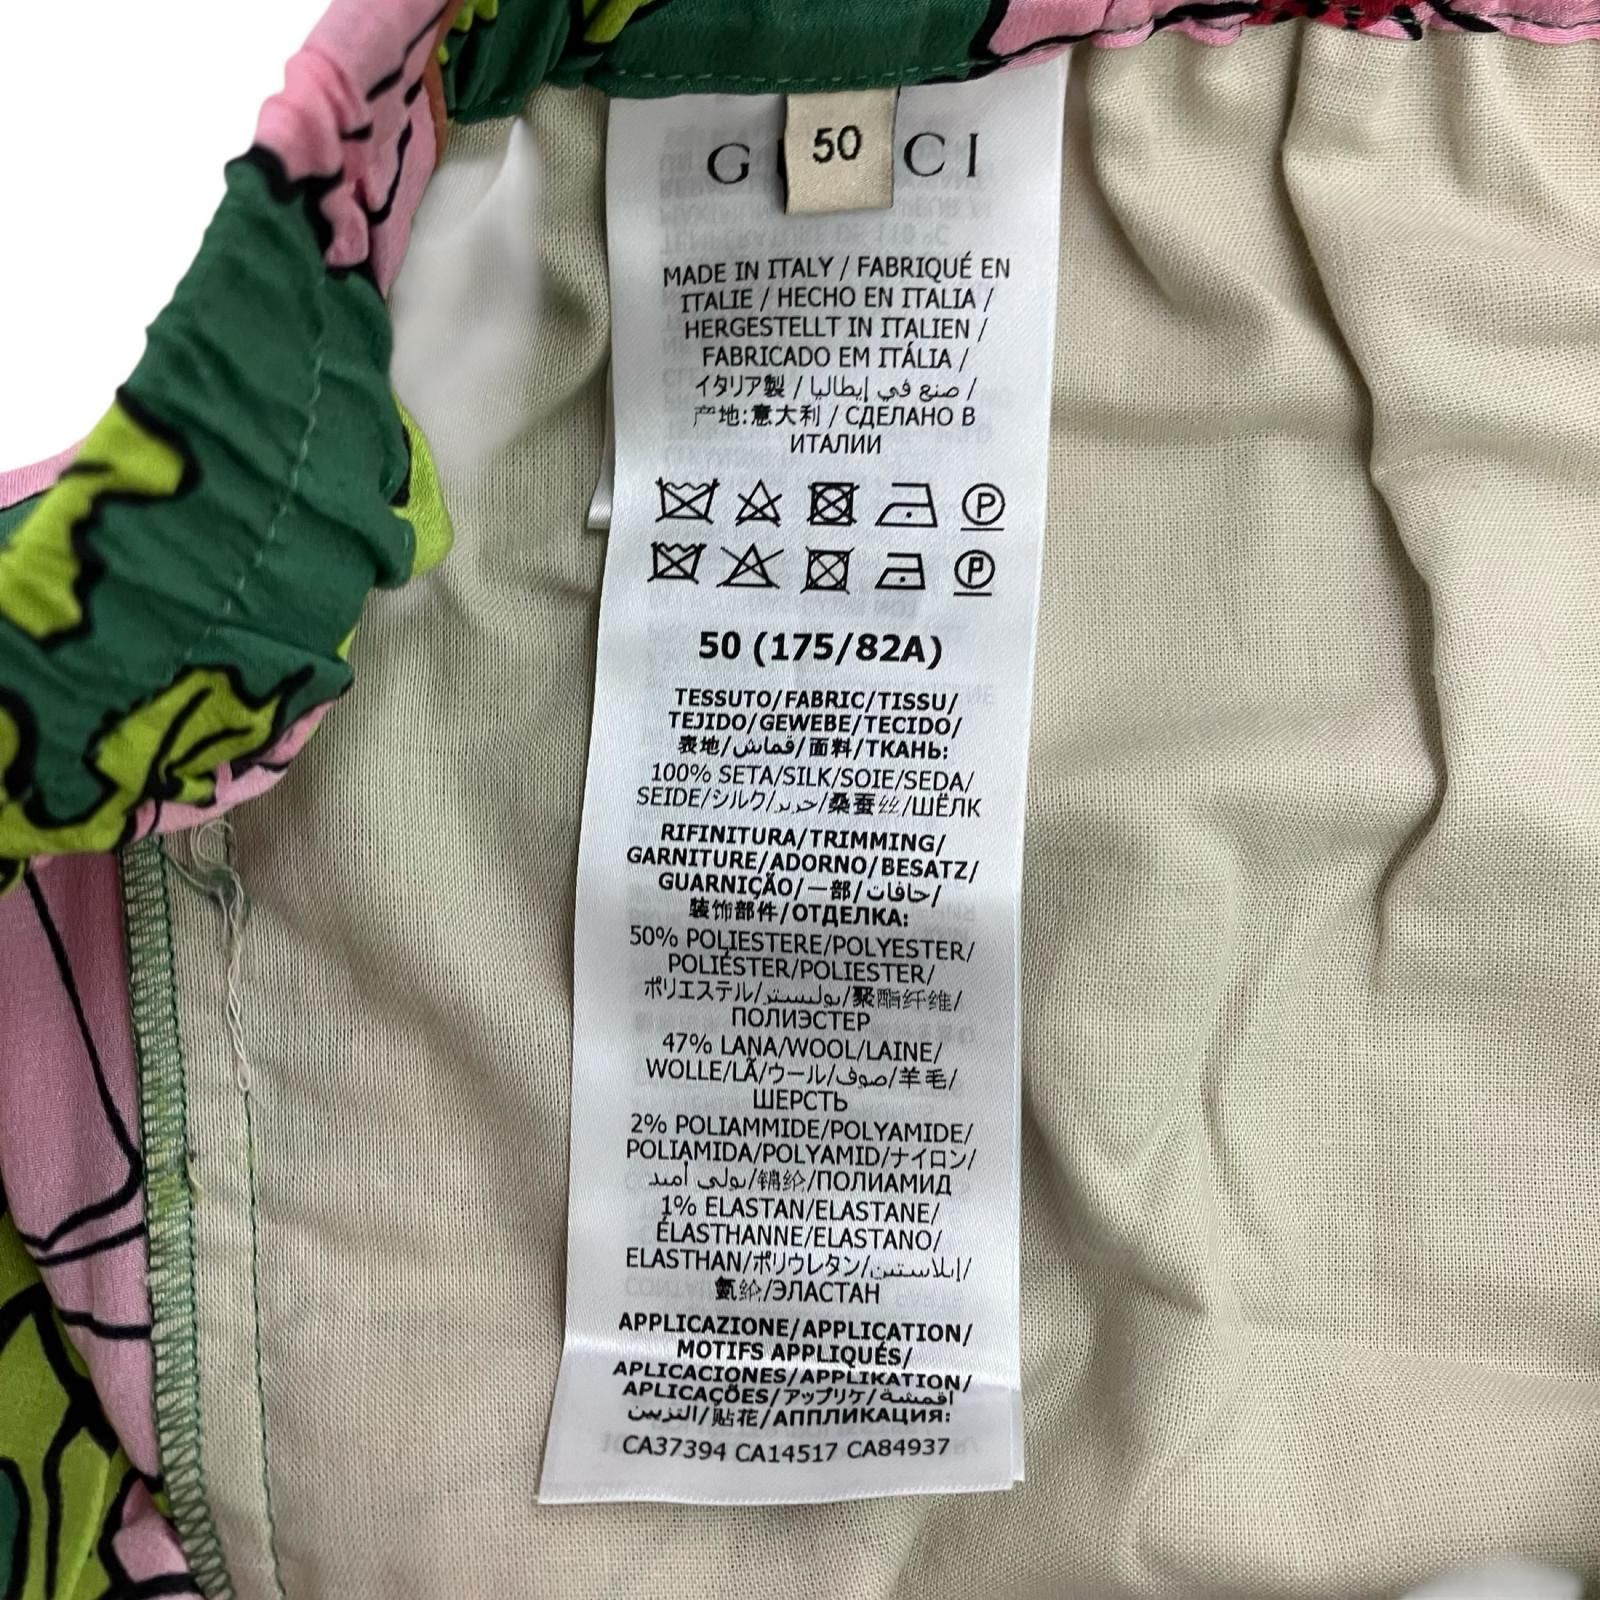 50
G CI
MADE IN ITALY / FABRIQUÉ EN
ITALIE / HECHO EN ITALIA /
HERGESTELLT IN ITALIEN /
FABRICADO EM ITÁLIA /
イタリア製 / صنع في إيطاليا /
产地:意大利 / СДЕЛАНО В
ИТАЛИИ
P
P
50 (175/82A)
TESSUTO/FABRIC/TISSU/
TEJIDO/GEWEBE/TECIDO/
表地/قماش/面料/ТКАНЬ:
100% SETA/SILK/SOIE/SEDA/
SEIDE/シルク/حرير/桑蚕丝/ШЁЛК
RIFINITURA/TRIMMING/
GARNITURE/ADORNO/BESATZ/
GUARNIÇÃO/一部/حافات/
装饰部件/ОТДЕЛКА:
50% POLIESTERE/POLYESTER/
POLIÉSTER/POLIESTER/
ポリエステル/بوليستر/聚酯纤维/
ПОЛИЭСТЕР
47% LANA/WOOL/LAINE/
WOLLE/LÃ/ウール/صوف/羊毛/
ШЕРСТЬ
2% POLIAMMIDE/POLYAMIDE/
POLIAMIDA/POLYAMID/ナイロン/
بولي أميد/锦纶/ПОЛИАМИД
1% ELASTAN/ELASTANE/
ÉLASTHANNE/ELASTANO/
ELASTHAN/ポリウレタン/إيلاستين/
氨纶/ЭЛАСТАН
APPLICAZIONE/APPLICATION/
MOTIFS APPLIQUÉS/
APLICACIONES/APPLIKATION/
APLICAÇÕES/アップリケ/اقمشة
التزيين/贴花/АППЛИКАЦИЯ:
CA37394 CA14517 CA84937